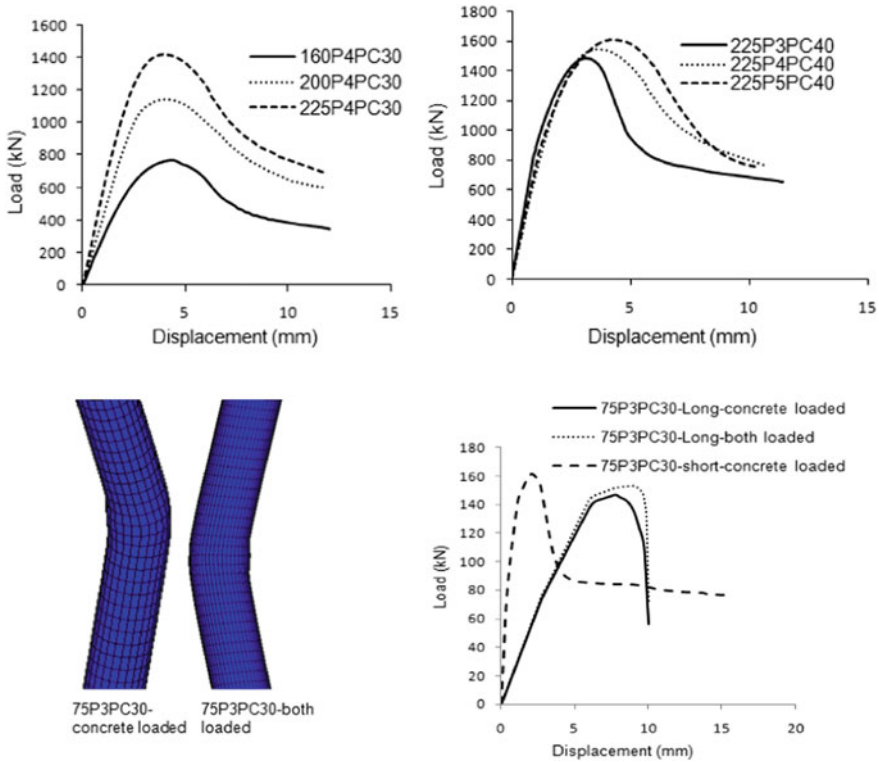 1600
1400
1200
1000
800
600
400
200
0
Load (kN)
160P4PC30
200P4PC30
225P4PC30
0 5 10 15
Displacement (mm)
1800
1600
1400
1200
1000
800
600
400
200
0
Load (kN)
225P3PC40
225P4PC40
225P5PC40
0 5 10 15
Displacement (mm)
75P3PC30-
concrete loaded
75P3PC30-both
loaded
75P3PC30-Long-concrete loaded
75P3PC30-Long-both loaded
75P3PC30-short-concrete loaded
180
160
140
120
100
80
60
40
20
0
Load (kN)
0 5 10 15 20
Displacement (mm)